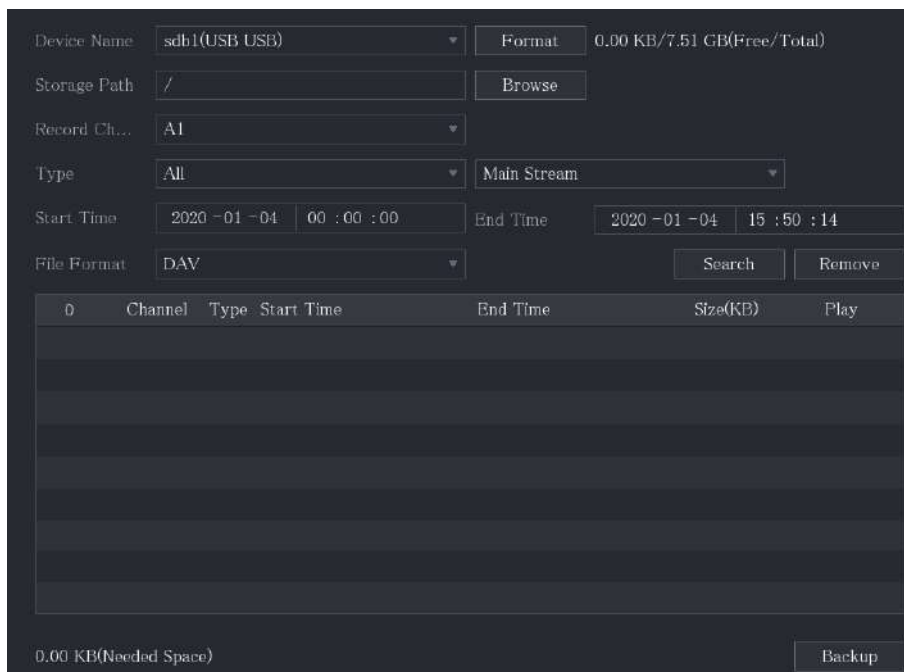 Device Name sdb1(USB USB) Format 0.00 KB/7.51 GB(Free/Total)
Storage Path / Browse
Record Ch... A1
Type All Main Stream
Start Time 2020 -01 -04 00 :00 :00 End Time 2020 -01 -04 15 :50 :14
File Format DAV Search Remove
0 Channel Type Start Time End Time Size(KB) Play
0.00 KB(Needed Space) Backup